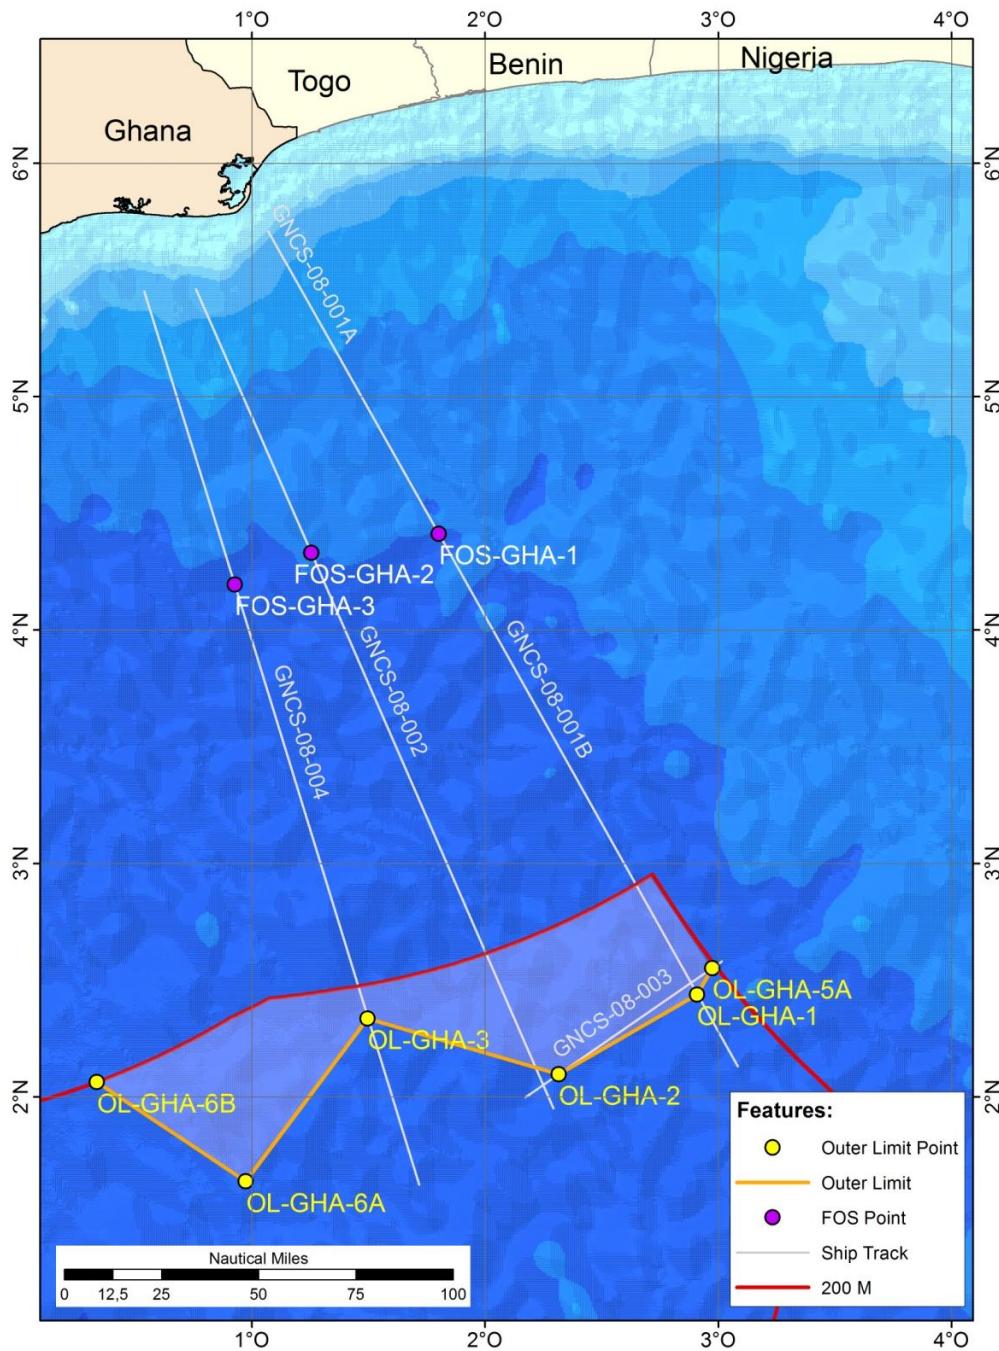 1°O 2°O 3°O 4°O
Togo Benin Nigeria
Ghana
6°N 6°N
GNCS-08-001A
5°N 5°N
FOS-GHA-1
FOS-GHA-2
FOS-GHA-3
4°N 4°N
GNCS-08-004
GNCS-08-002
GNCS-08-001B
3°N 3°N
GNCS-08-003
OL-GHA-5A
OL-GHA-1
OL-GHA-3
OL-GHA-2
OL-GHA-6B
2°N 2°N
OL-GHA-6A
Features:
Outer Limit Point
Outer Limit
FOS Point
Ship Track
200 M
Nautical Miles
0 12,5 25 50 75 100
1°O 2°O 3°O 4°O